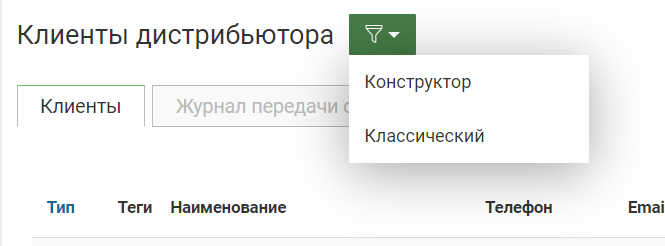 Клиенты дистрибьютора
Конструктор
Классический
Клиенты Журнал передачи
Тип Теги Наименование Телефон Emai